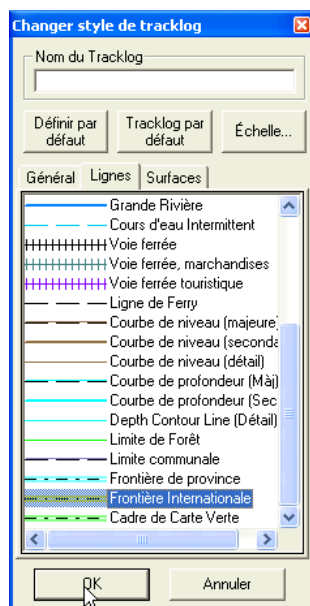 Changer style de tracklog
Nom du Tracklog
Définir par défaut
Tracklog par défaut
Échelle...
Général
Lignes
Surfaces
Grande Rivière
Cours d'eau Intermittent
Voie ferrée
Voie ferrée, marchandises
Voie ferrée touristique
Ligne de Ferry
Courbe de niveau (majeure)
Courbe de niveau (seconda
Courbe de niveau (détail)
Courbe de profondeur (Màj)
Courbe de profondeur (Sec
Depth Contour Line (Détail)
Limite de Forêt
Limite communale
Frontière de province
Frontière Internationale
Cadre de Carte Verte
OK
Annuler